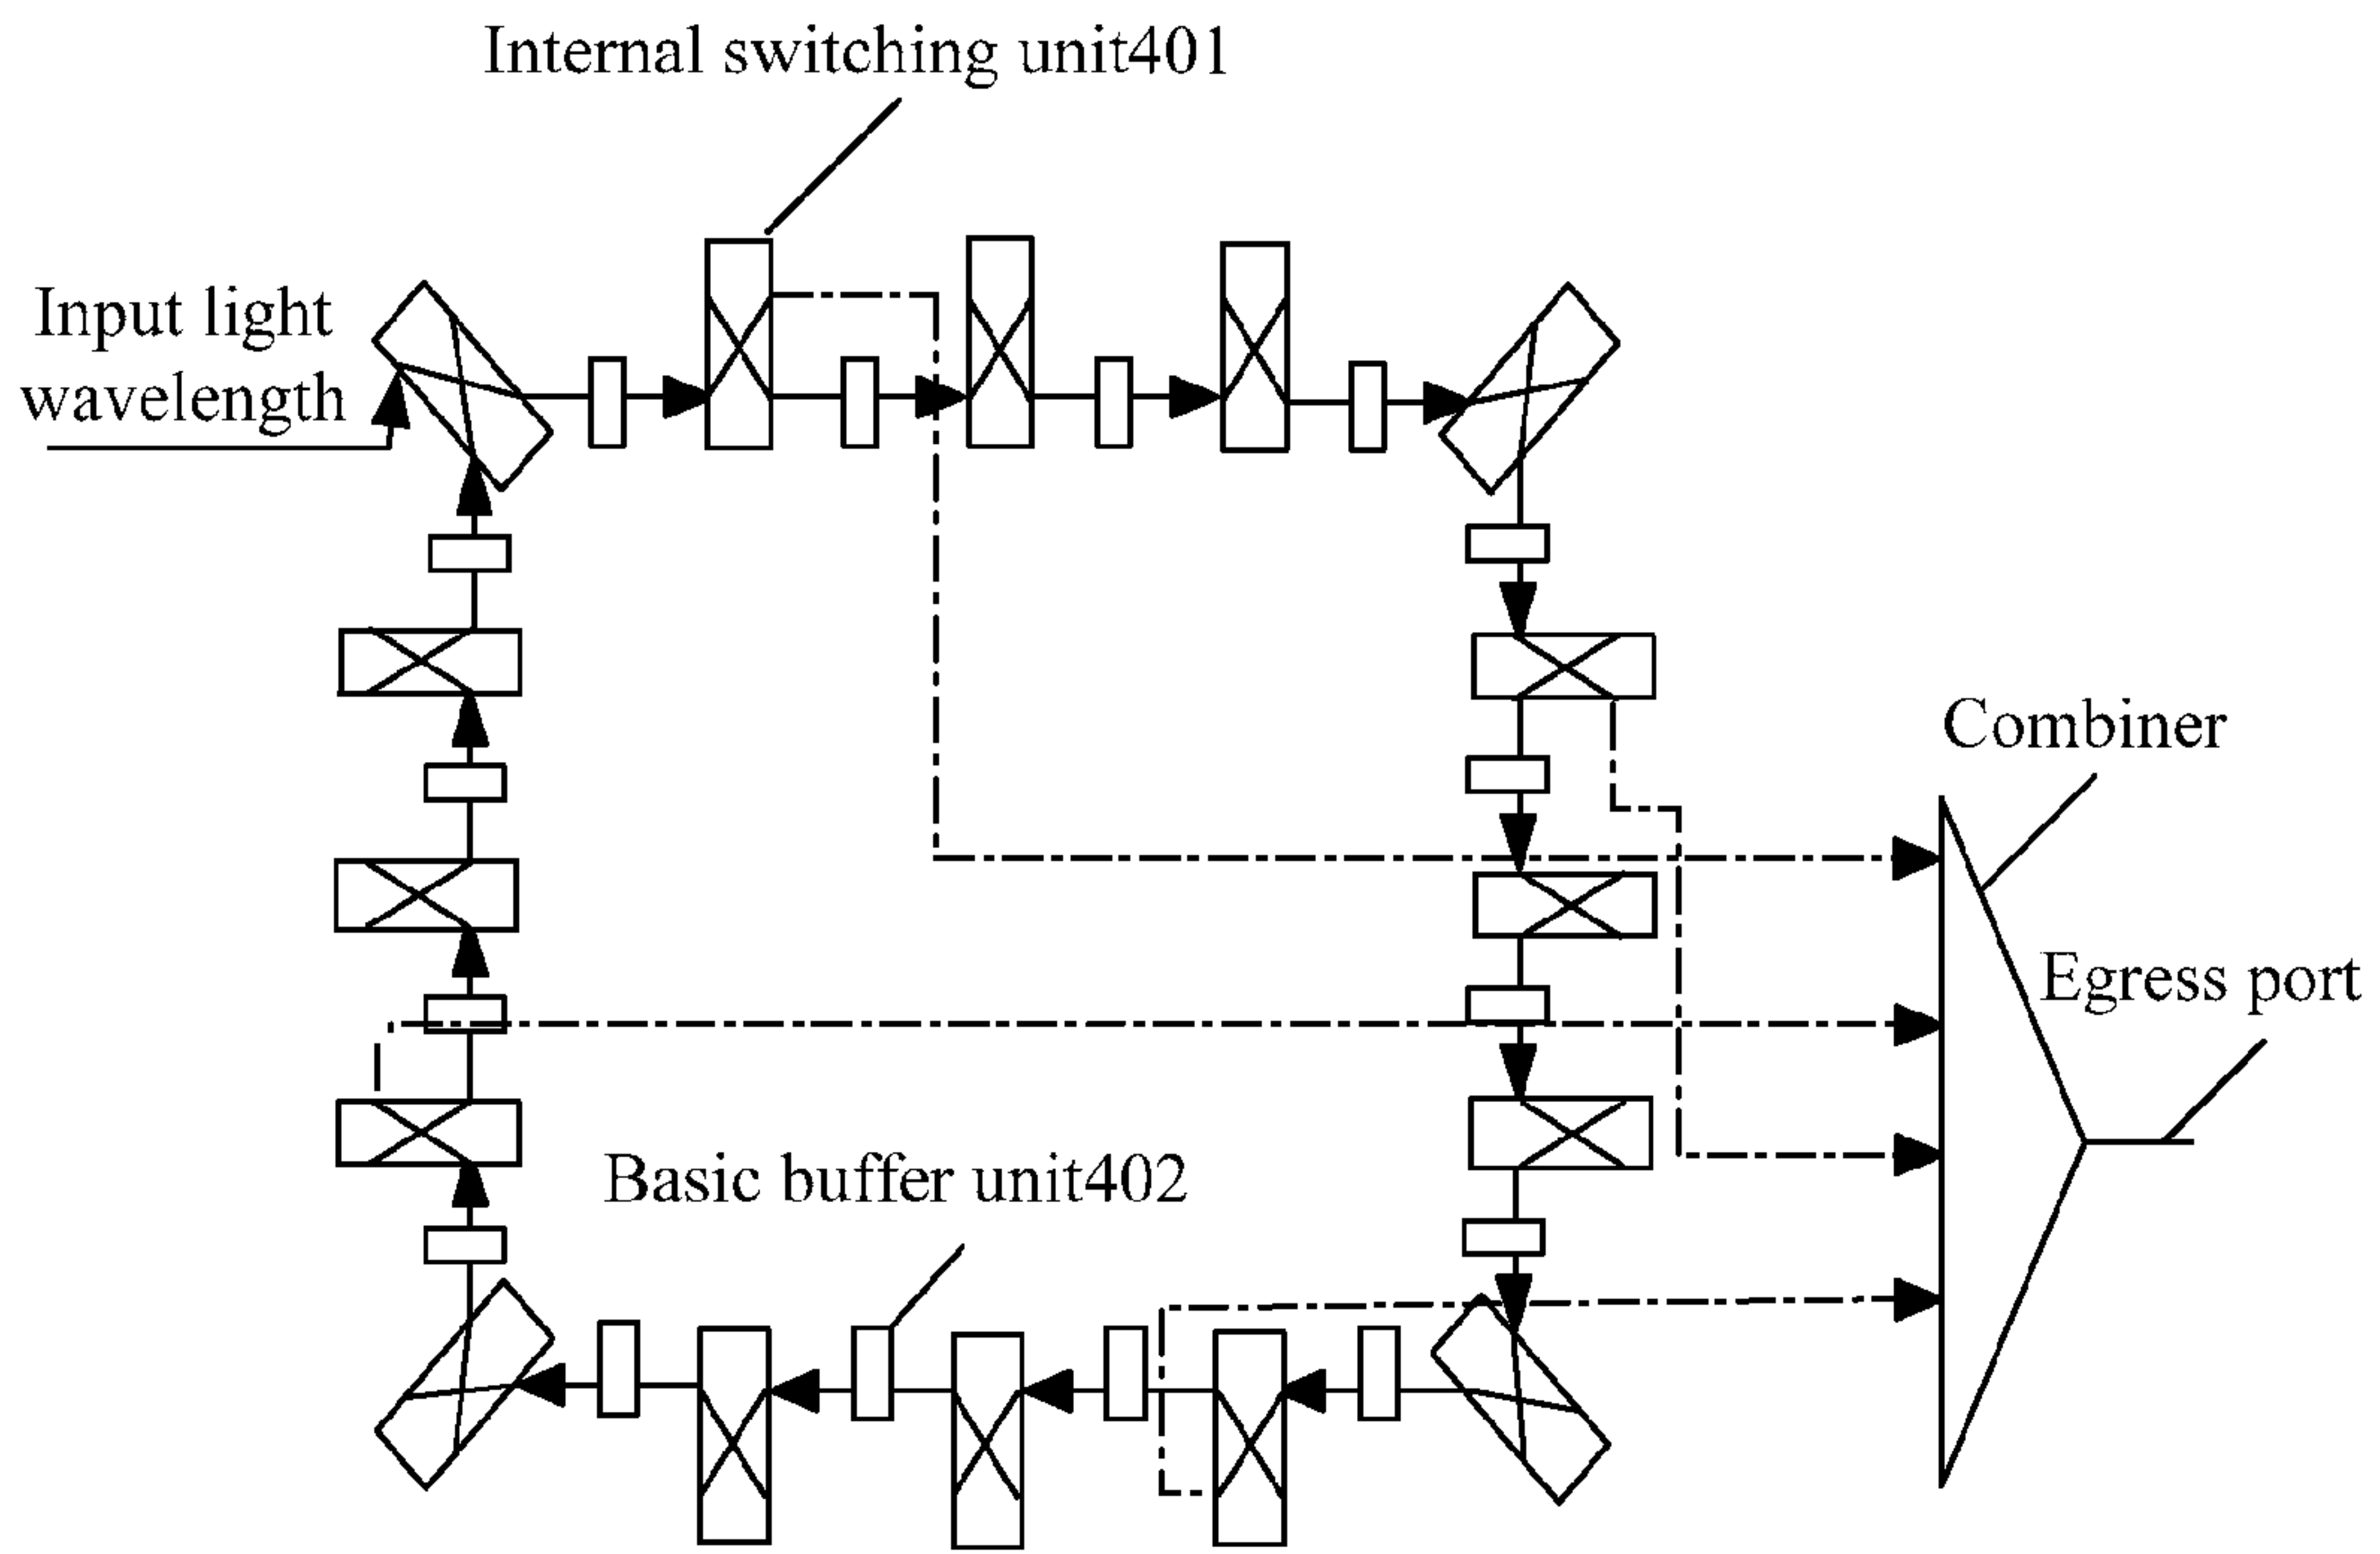 Internal switching unit401
Input light
wavelength
Combiner
Egress port
Basic buffer unit402